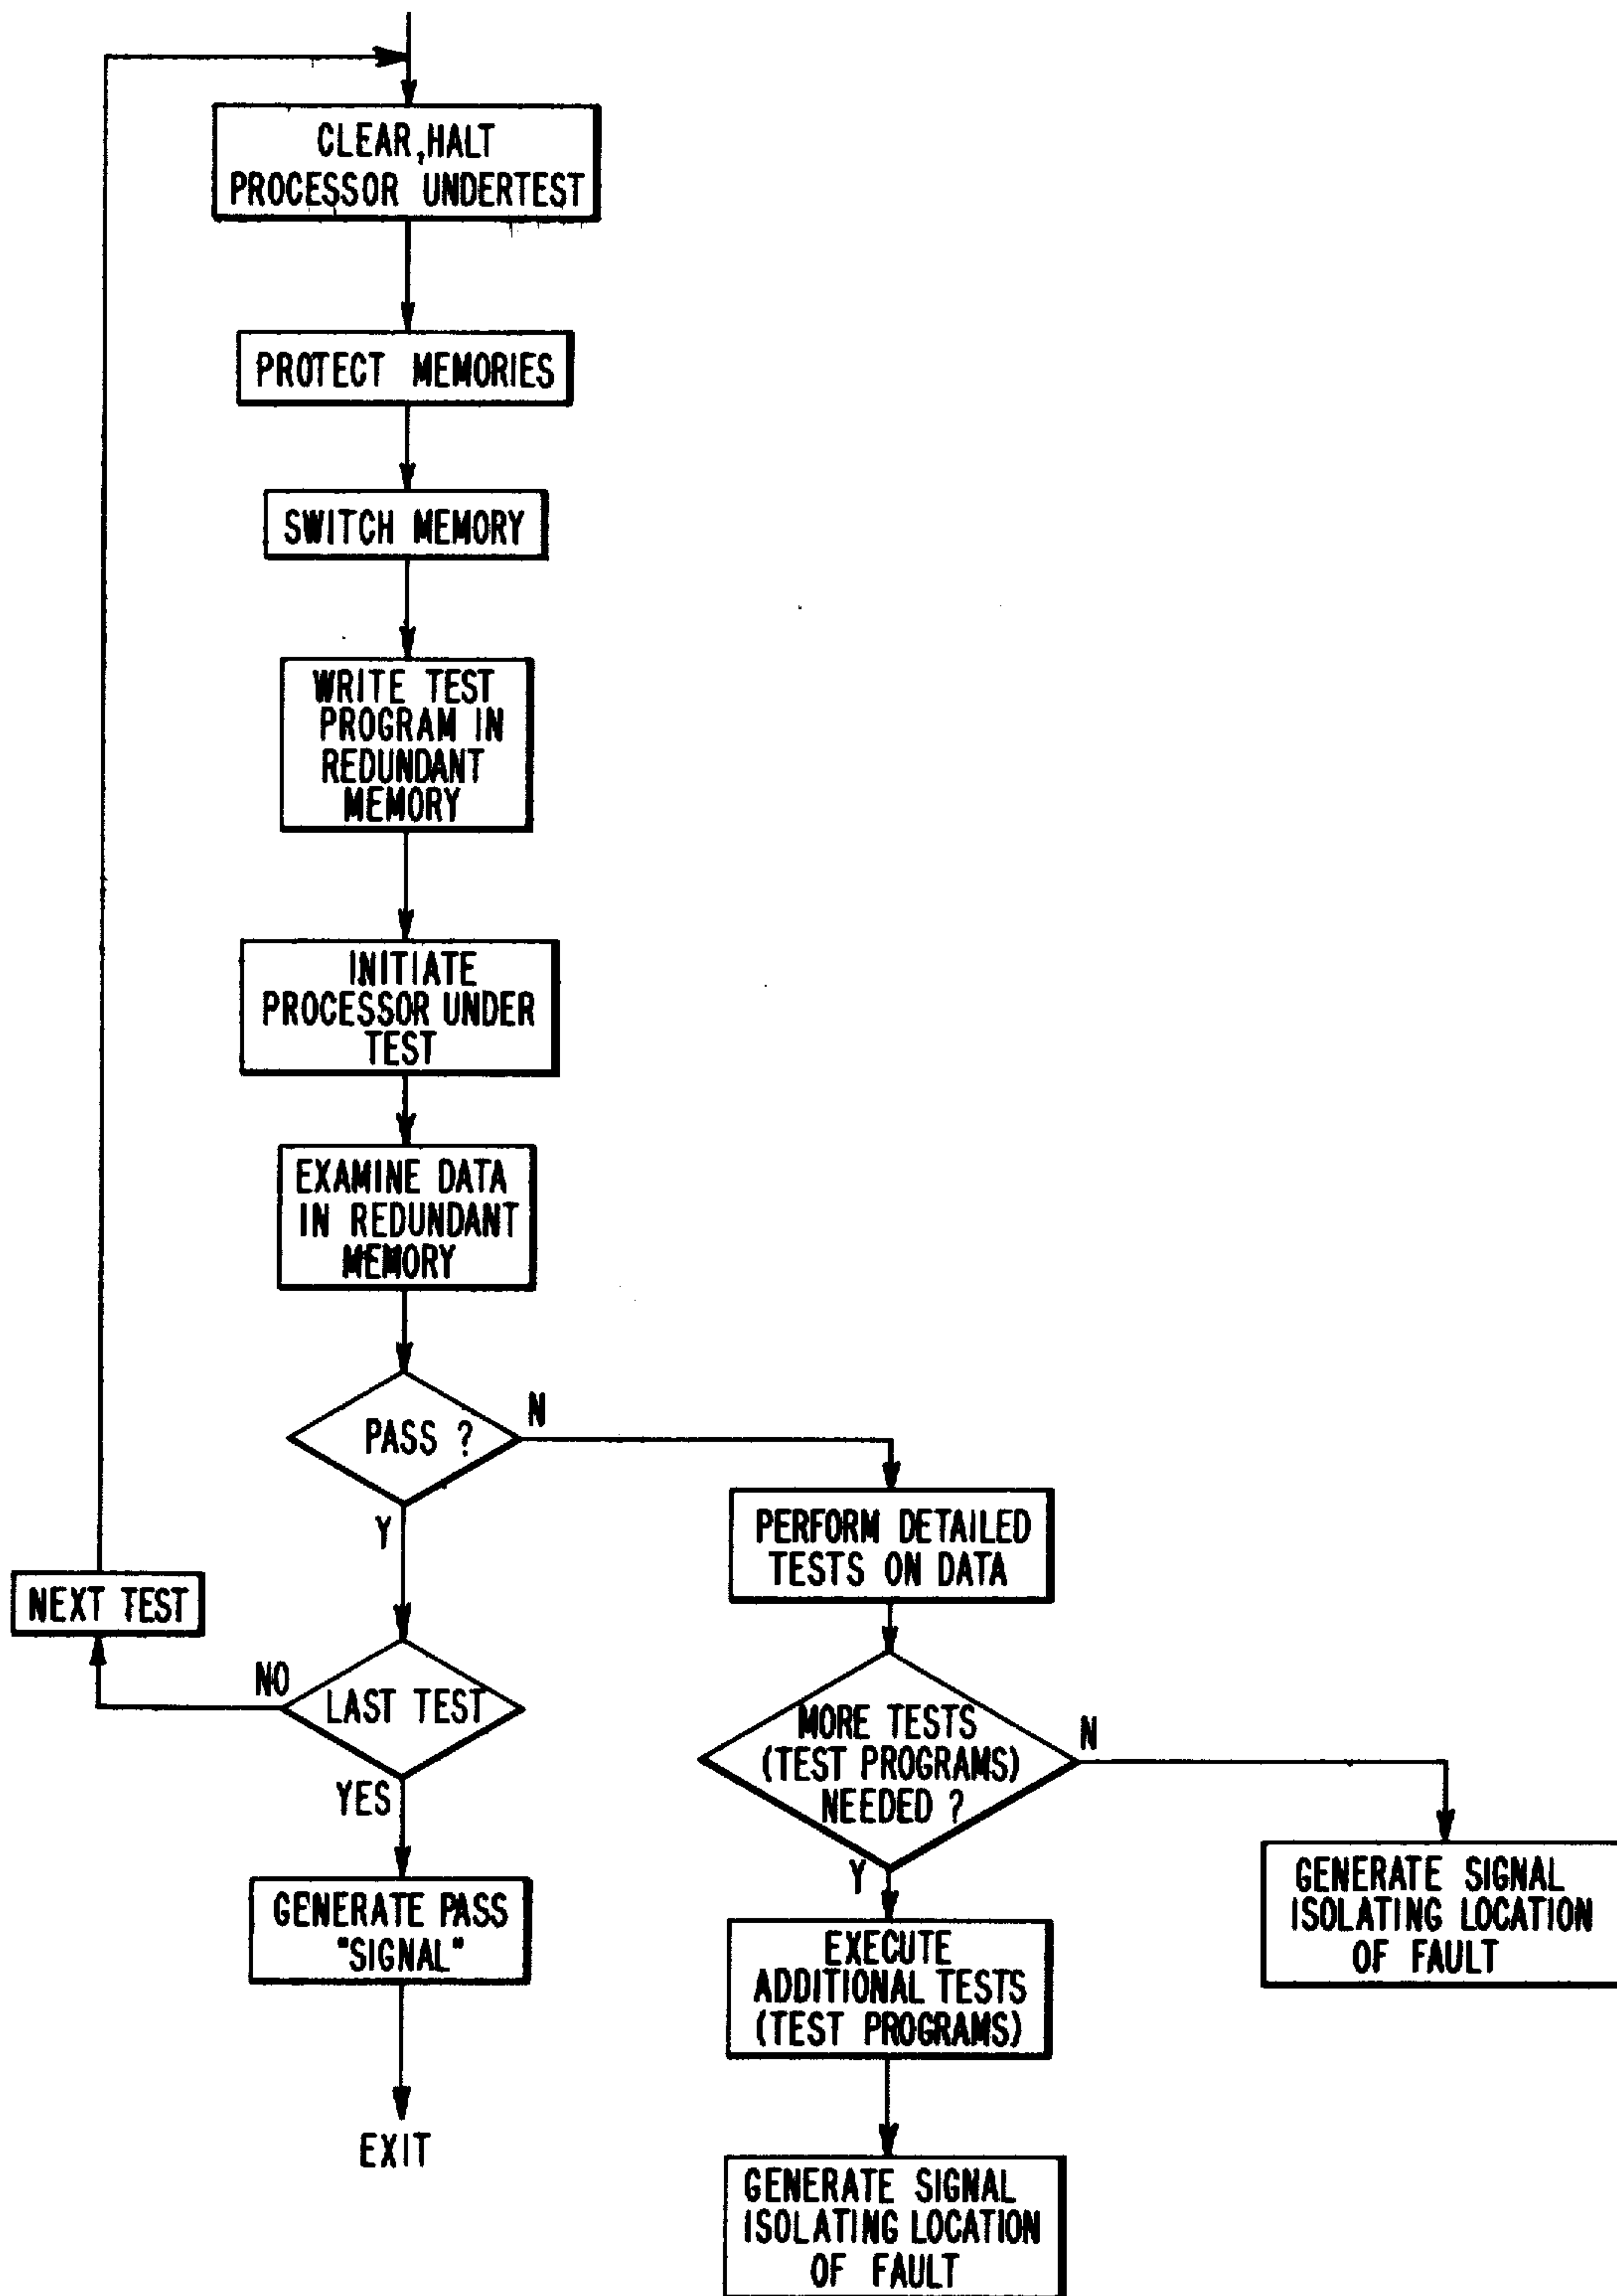 CLEAR,HALT
PROCESSOR UNDERTEST
PROTECT MEMORIES
SWITCH MEMORY
WRITE TEST
PROGRAM IN
REDUNDANT
MEMORY
INITIATE
PROCESSOR UNDER
TEST
EXAMINE DATA
IN REDUNDANT
MEMORY
PASS ?
N
Y
PERFORM DETAILED
TESTS ON DATA
NEXT TEST
NO
LAST TEST
YES
MORE TESTS
(TEST PROGRAMS)
NEEDED ?
N
Y
GENERATE PASS
"SIGNAL"
EXIT
EXECUTE
ADDITIONAL TESTS
(TEST PROGRAMS)
GENERATE SIGNAL
ISOLATING LOCATION
OF FAULT
GENERATE SIGNAL
ISOLATING LOCATION
OF FAULT